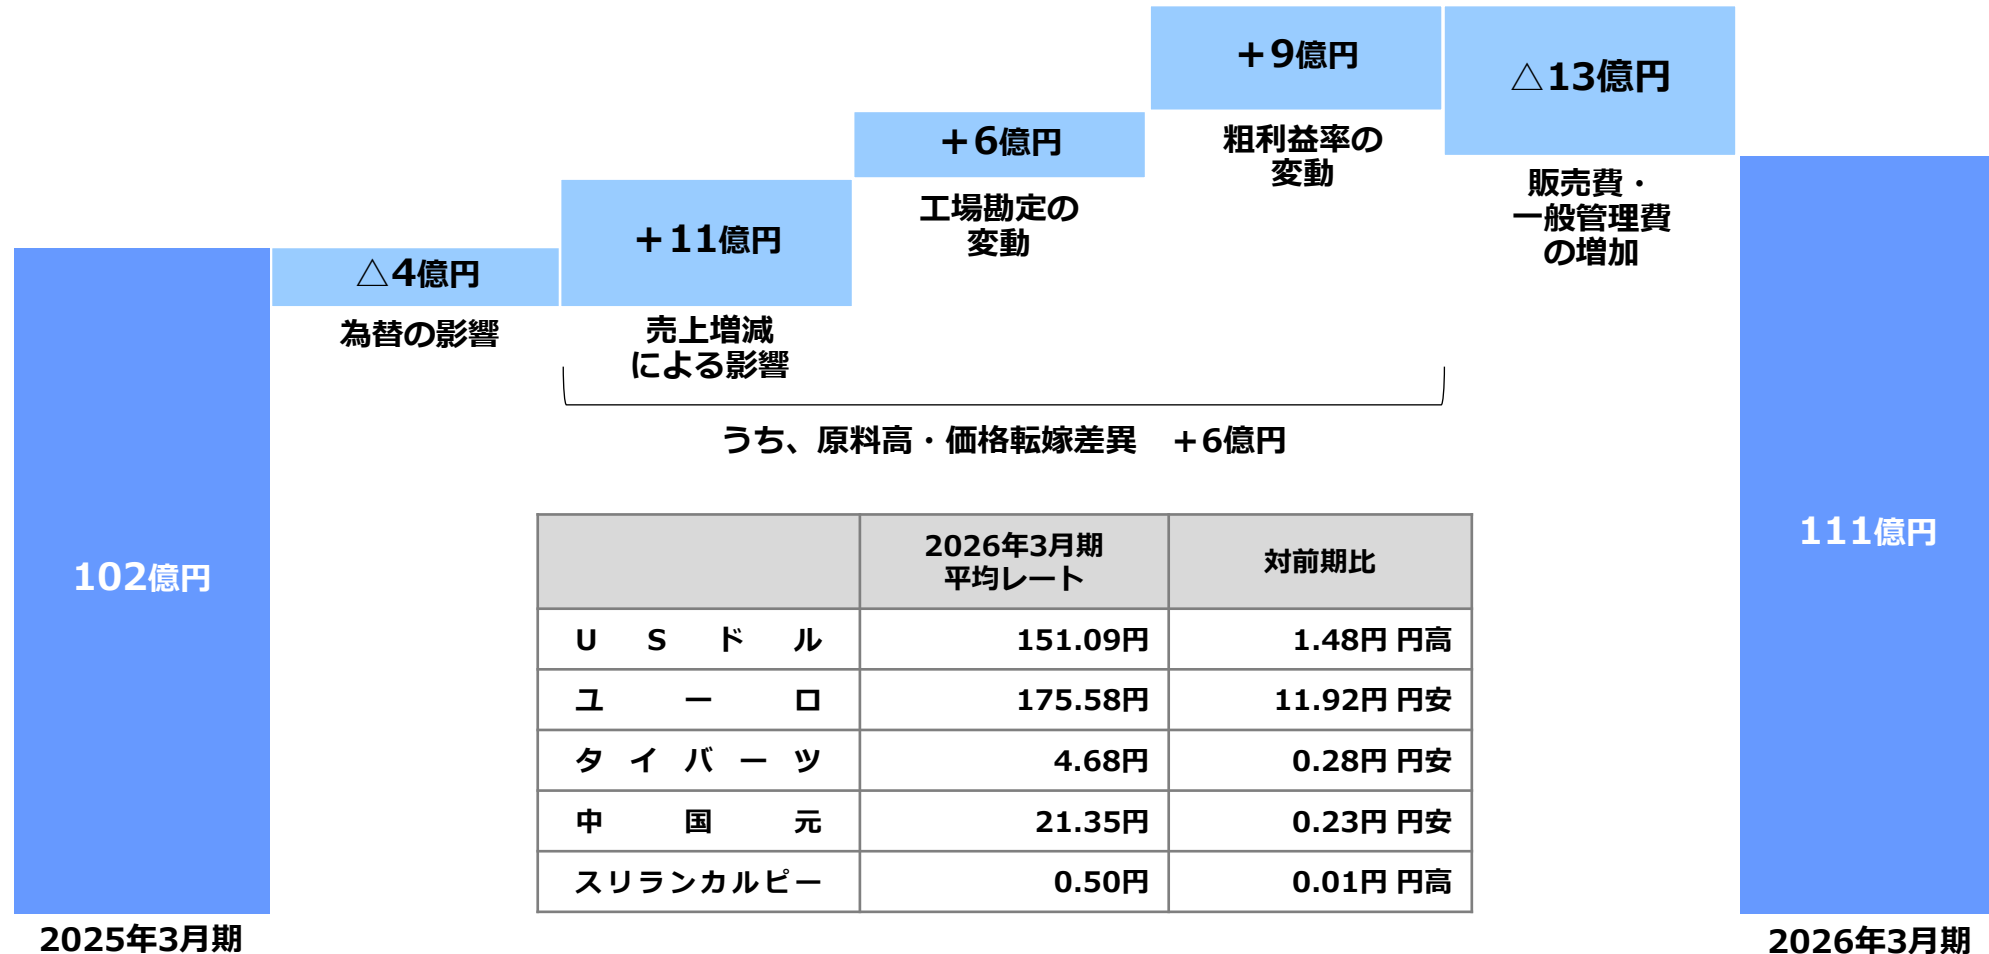 +9億円
△13億円
+6億円
粗利益率の
変動
販売費・
一般管理費
の増加
+11億円
工場勘定の
変動
△4億円
為替の影響
売上増減
による影響
うち、原料高・価格転嫁差異　+6億円
102億円
111億円
2026年3月期
平均レート
対前期比
USドル 151.09円 1.48円 円高
ユーロ 175.58円 11.92円 円安
タイバーツ 4.68円 0.28円 円安
中国元 21.35円 0.23円 円安
スリランカルピー 0.50円 0.01円 円高
2025年3月期
2026年3月期